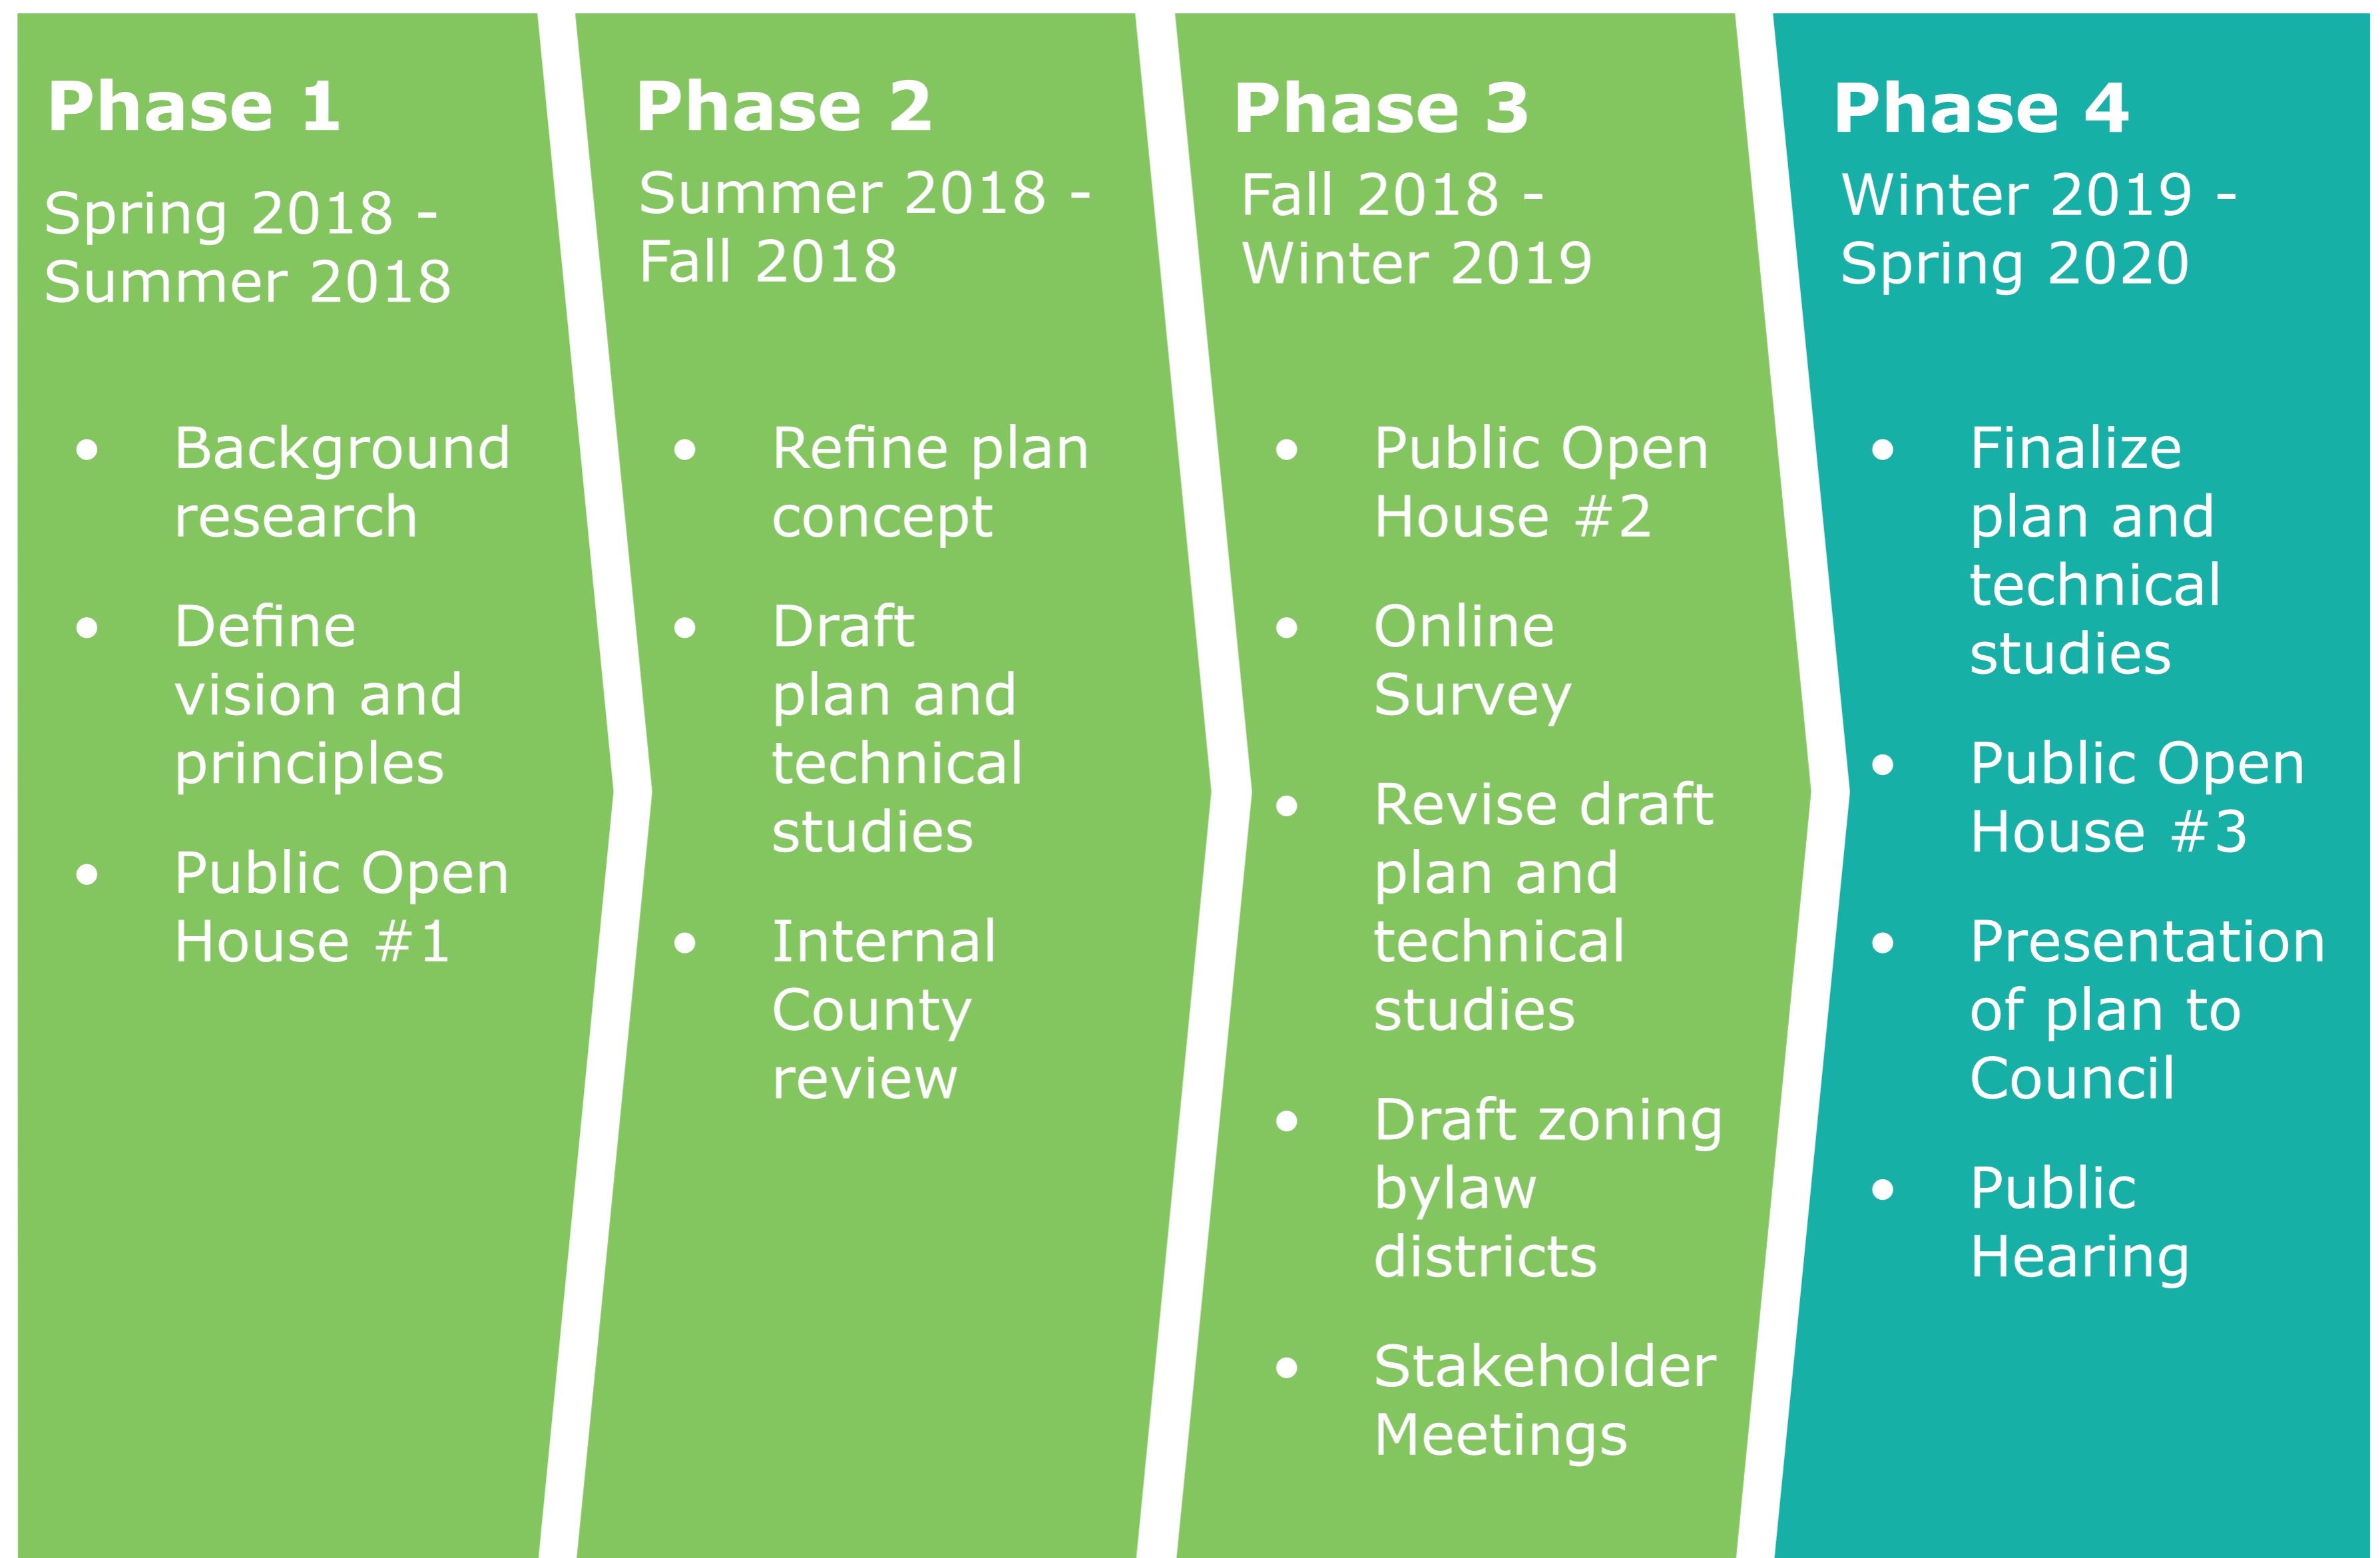 Phase 1
Spring 2018 -
Summer 2018
• Background
research
• Define
vision and
principles
• Public Open
House #1
Phase 2
Summer 2018 -
Fall 2018
• Refine plan
concept
• Draft
plan and
technical
studies
• Internal
County
review
Phase 3
Fall 2018 -
Winter 2019
• Public Open
House #2
• Online
Survey
• Revise draft
plan and
technical
studies
• Draft zoning
bylaw
districts
• Stakeholder
Meetings
Phase 4
Winter 2019 -
Spring 2020
• Finalize
plan and
technical
studies
• Public Open
House #3
• Presentation
of plan to
Council
• Public
Hearing